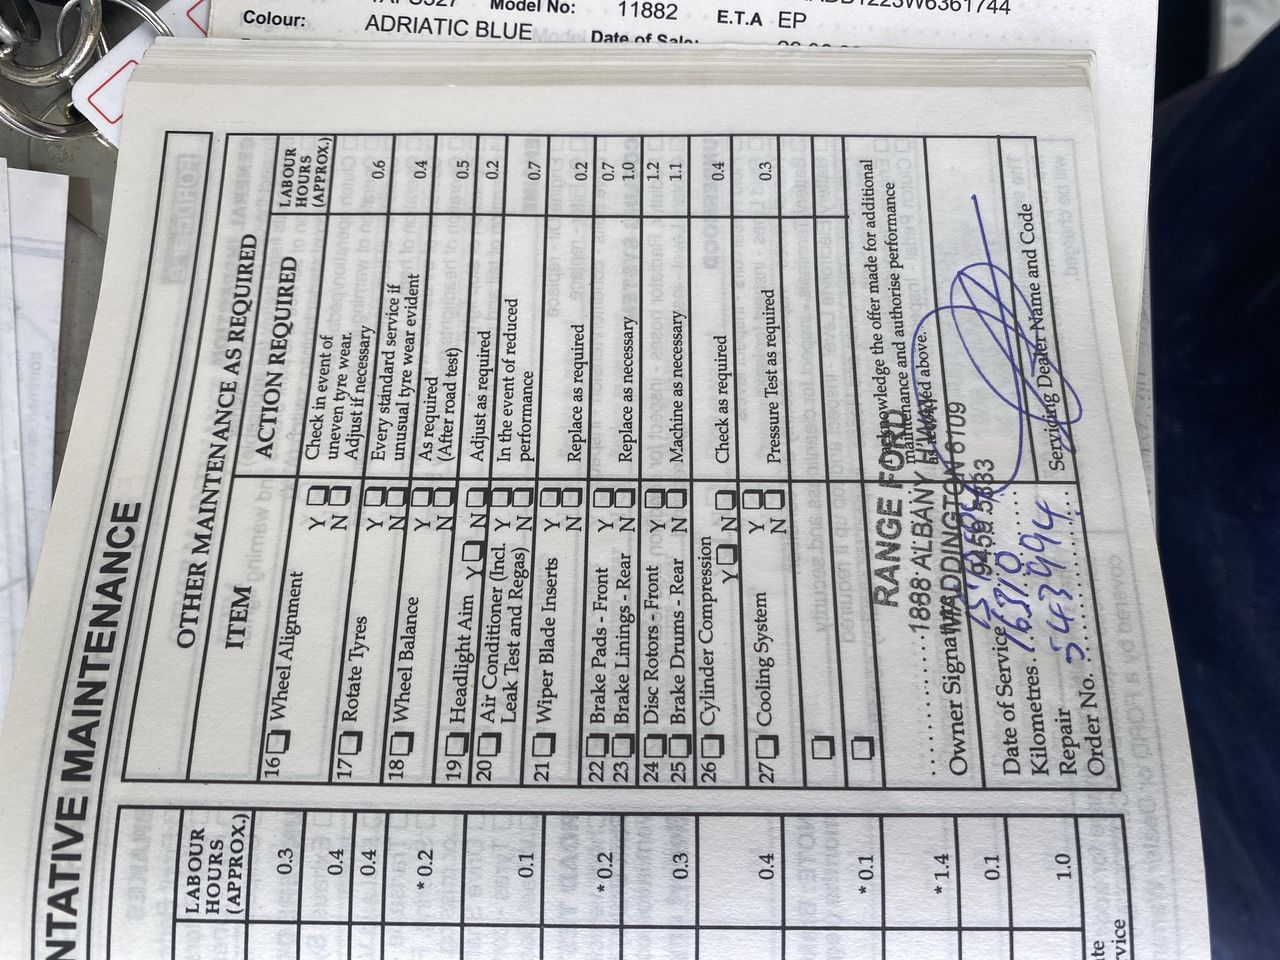 Model No: 11882 E.T.A EP
Colour: ADRIATIC BLUE Date of Sale:
TATIVE MAINTENANCE
OTHER MAINTENANCE AS REQUIRED
ITEM ACTION REQUIRED LABOUR HOURS (APPROX.)
16 Wheel Alignment Y Check in event of
N uneven tyre wear.
Adjust if necessary 0.6
17 Rotate Tyres Y Every standard service if
N unusual tyre wear evident 0.4
18 Wheel Balance Y As required
N (After road test) 0.5
19 Headlight Aim Y N Adjust as required 0.2
20 Air Conditioner (Incl. Y In the event of reduced
Leak Test and Regas) N performance 0.7
21 Wiper Blade Inserts Y
N Replace as required 0.2
22 Brake Pads - Front Y 0.7
23 Brake Linings - Rear N Replace as necessary 1.0
24 Disc Rotors - Front Y 1.2
25 Brake Drums - Rear N Machine as necessary 1.1
26 Cylinder Compression
Y N Check as required 0.4
27 Cooling System Y
N Pressure Test as required 0.3
acknowledge the offer made for additional
maintenance and authorise performance
above.
RANGE FORD
1888 ALBANY H'WAY
MADDINGTON 6109
9459 5333
Owner Signature
Date of Service
Kilometres
Repair
Order No. 543994
Servicing Dealer Name and Code
LABOUR
HOURS
(APPROX.)
0.3
0.4
0.4
* 0.2
0.1
* 0.2
0.3
0.4
* 0.1
* 1.4
0.1
1.0